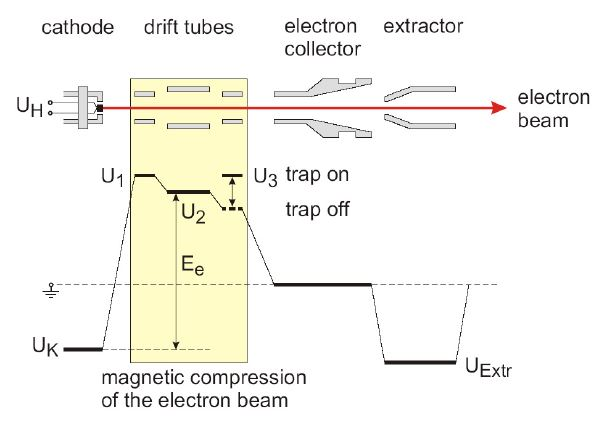 cathode drift tubes electron collector extractor
U_H
electron beam
U_1
U_2
U_3 trap on
trap off
E_e
U_K
U_Extr
magnetic compression
of the electron beam